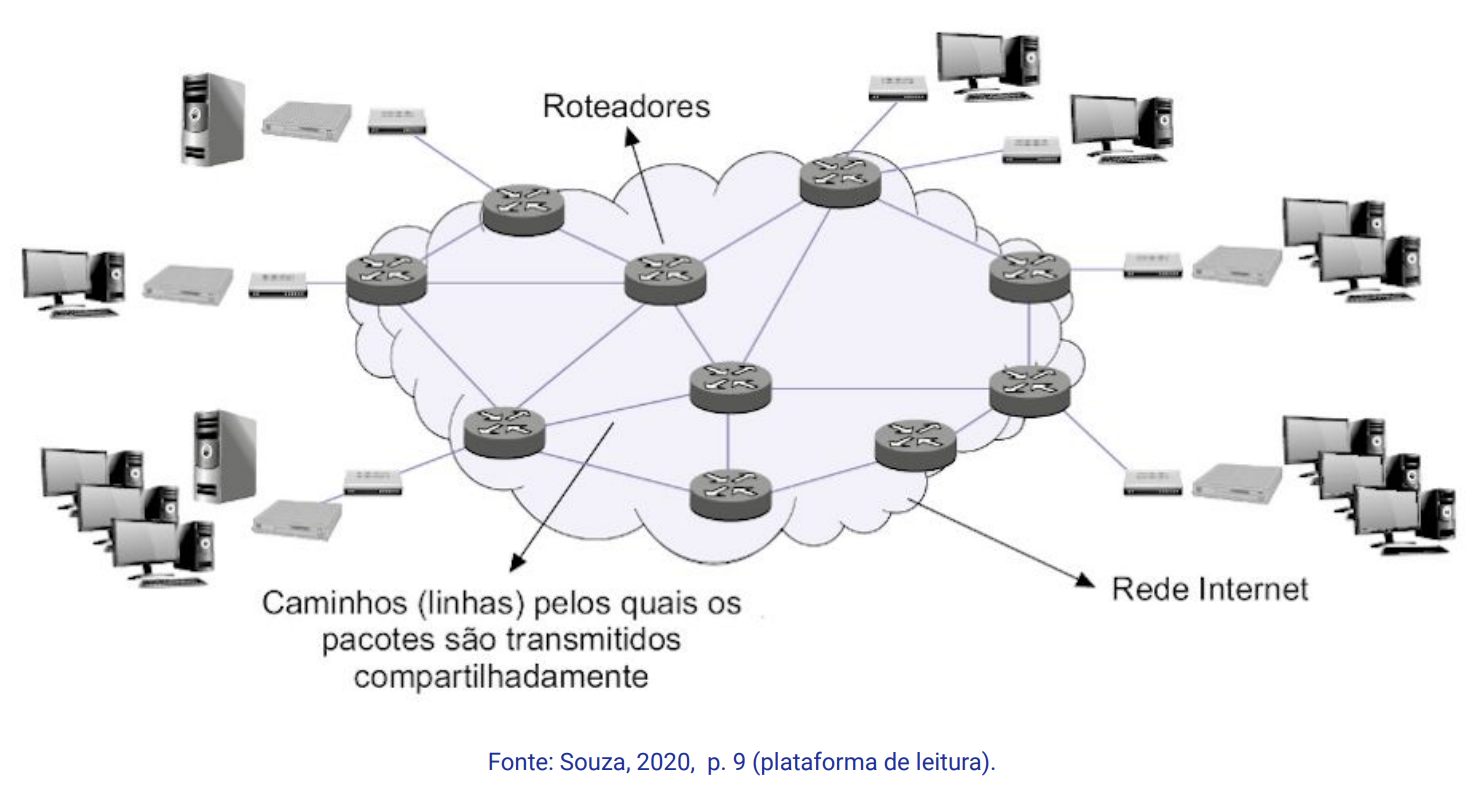 Roteadores
Caminhos (linhas) pelos quais os
pacotes são transmitidos
compartilhadamente
Rede Internet
Fonte: Souza, 2020, p. 9 (plataforma de leitura).